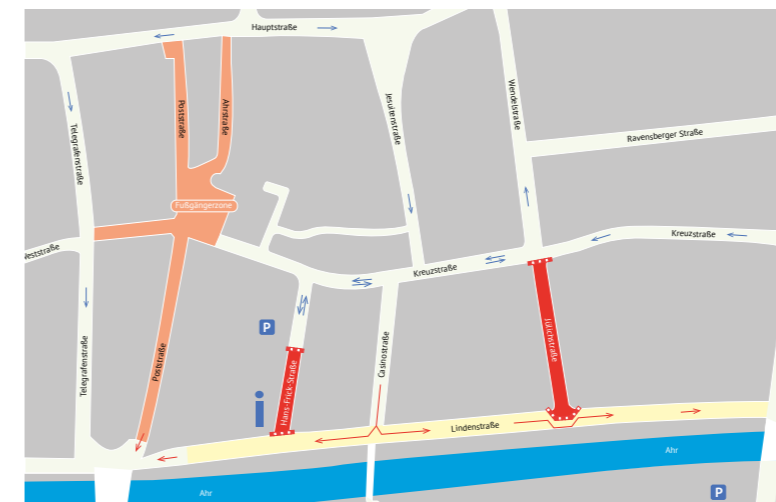 Hauptstraße
Poststraße
Ahrstraße
Jesuitenstraße
Wendelstraße
Telegrafenstraße
Ravensberger Straße
Fußgängerzone
Kreuzstraße
Weststraße
Kreuzstraße
P
Jülichstraße
Casinostraße
Telegrafenstraße
Poststraße
Hans-Frick-Straße
i
Lindenstraße
Ahr
Ahr
P